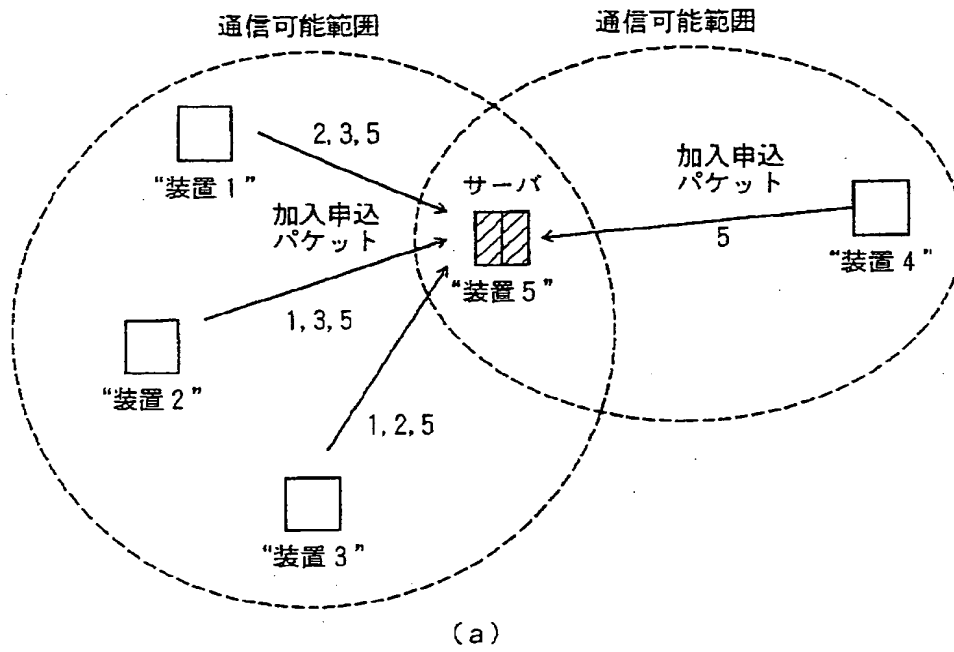 通信可能範囲
通信可能範囲
2,3,5
加入申込
パケット
サーバ
“装置1”
加入申込
パケット
5
“装置4”
“装置5”
1,3,5
“装置2”
1,2,5
“装置3”
(a)